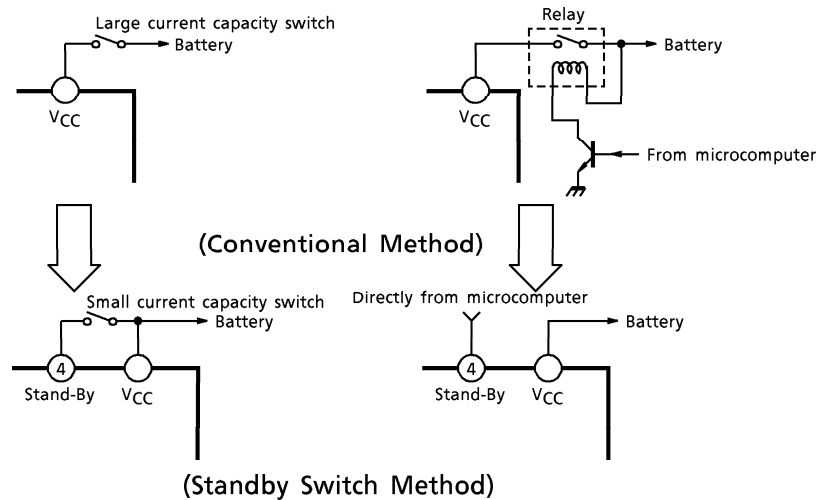 Large current capacity switch
Battery
VCC
Relay
Battery
VCC
From microcomputer
(Conventional Method)
Small current capacity switch
Battery
4
Stand-By
VCC
Directly from microcomputer
Battery
4
Stand-By
VCC
(Standby Switch Method)